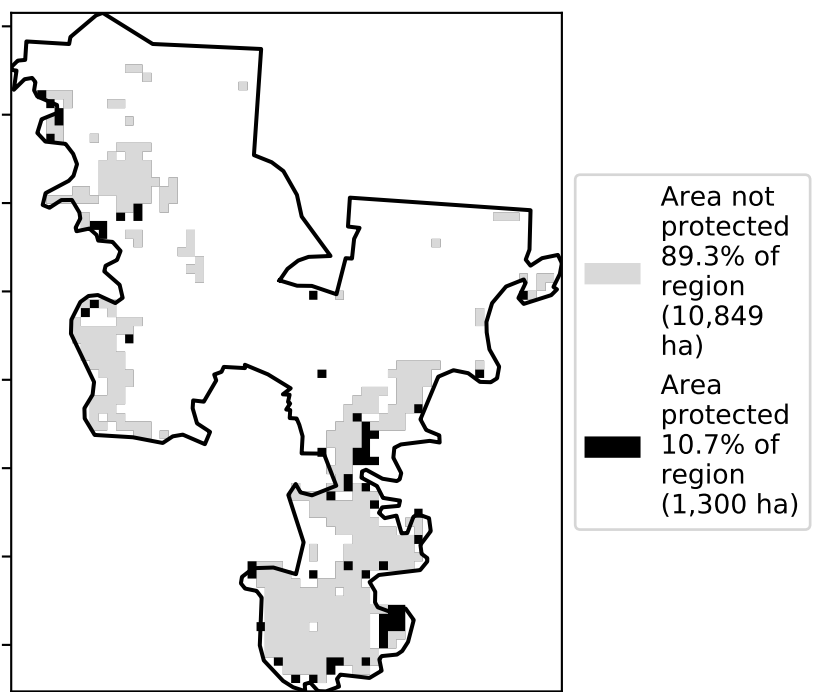 Area not
protected
89.3% of
region
(10,849
ha)
Area
protected
10.7% of
region
(1,300 ha)